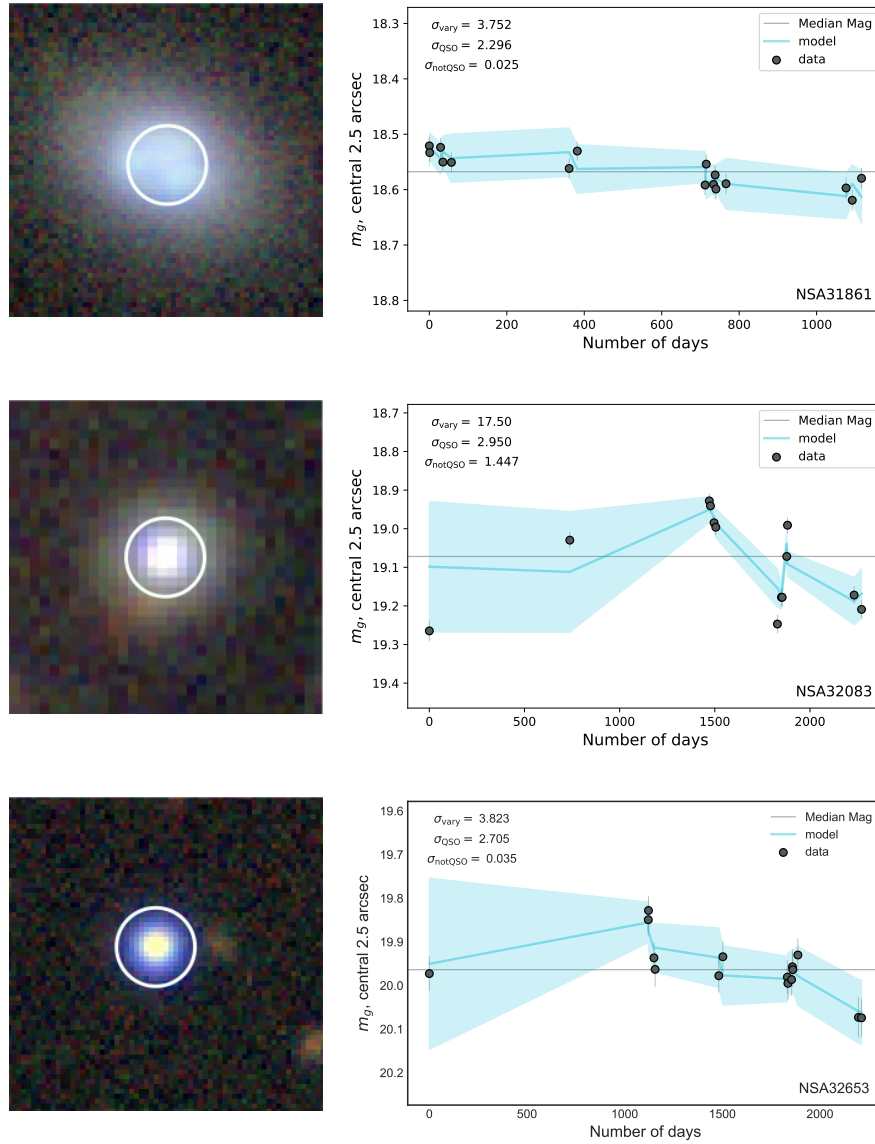 σvary = 3.752
σQSO = 2.296
σnotQSO = 0.025
Median Mag
model
data
18.3
18.4
18.5
18.6
18.7
18.8
mg, central 2.5 arcsec
0
200
400
600
800
1000
Number of days
NSA31861
σvary = 17.50
σQSO = 2.950
σnotQSO = 1.447
Median Mag
model
data
18.7
18.8
18.9
19.0
19.1
19.2
19.3
19.4
mg, central 2.5 arcsec
0
500
1000
1500
2000
Number of days
NSA32083
σvary = 3.823
σQSO = 2.705
σnotQSO = 0.035
Median Mag
model
data
19.6
19.7
19.8
19.9
20.0
20.1
20.2
mg, central 2.5 arcsec
0
500
1000
1500
2000
Number of days
NSA32653